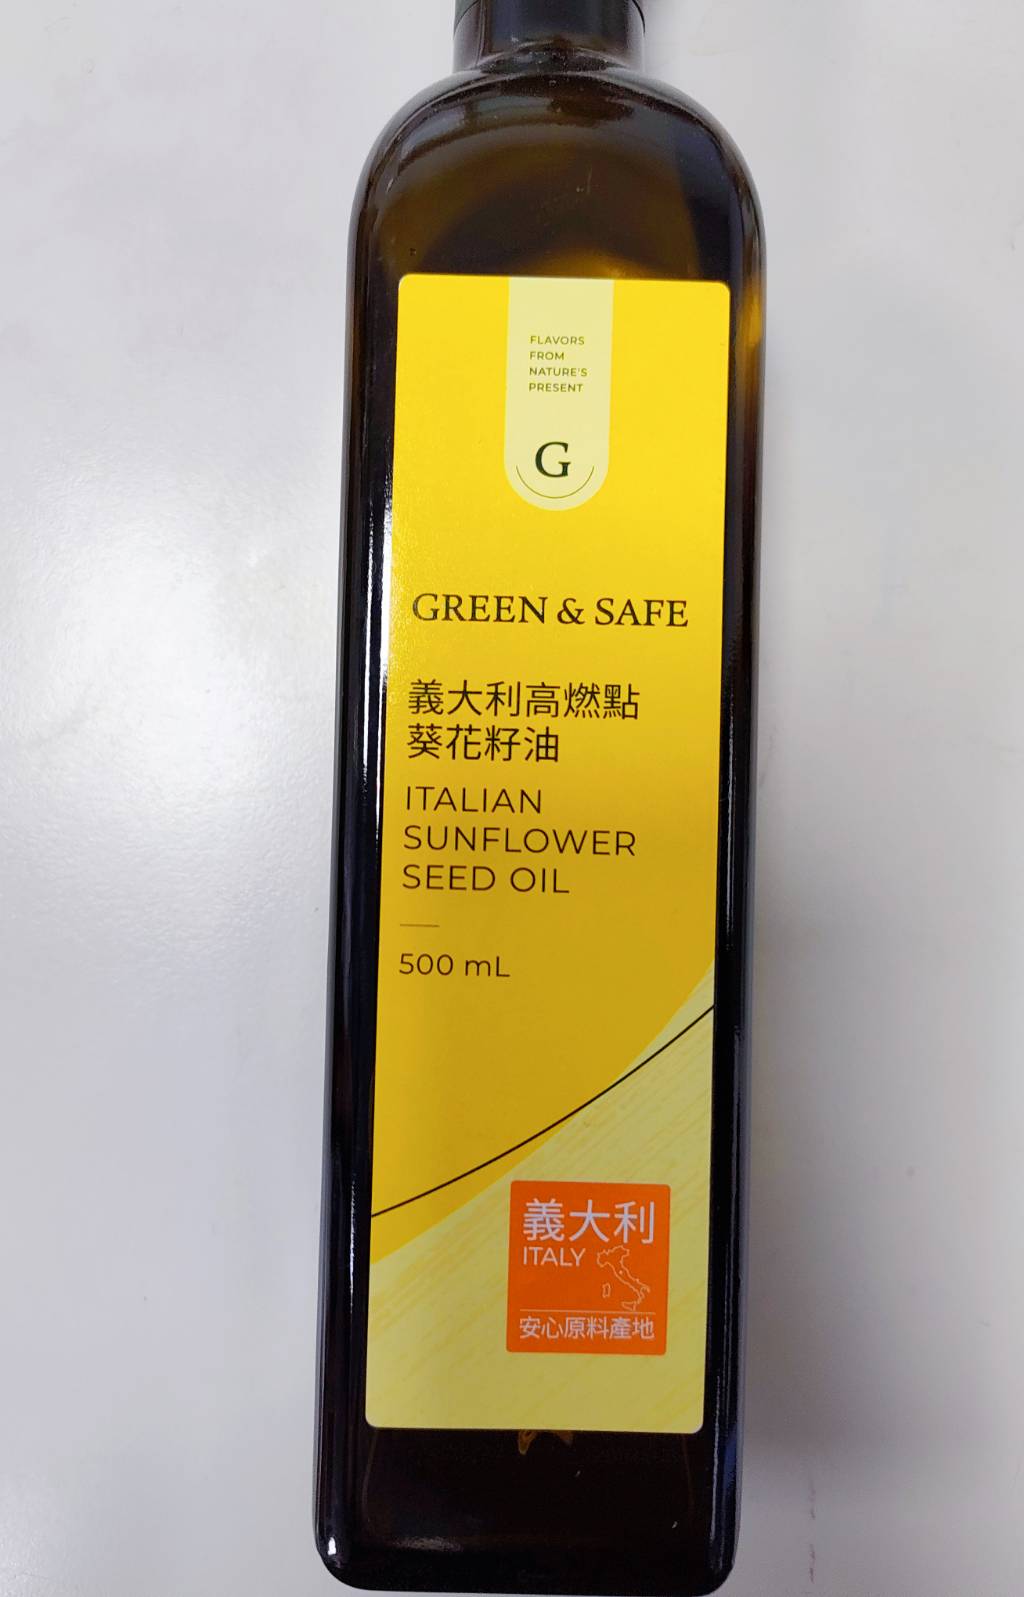 FLAVORS
FROM
NATURE'S
PRESENT
G
GREEN & SAFE
義大利高燃點
葵花籽油
ITALIAN
SUNFLOWER
SEED OIL
500 mL
義大利
ITALY
安心原料產地